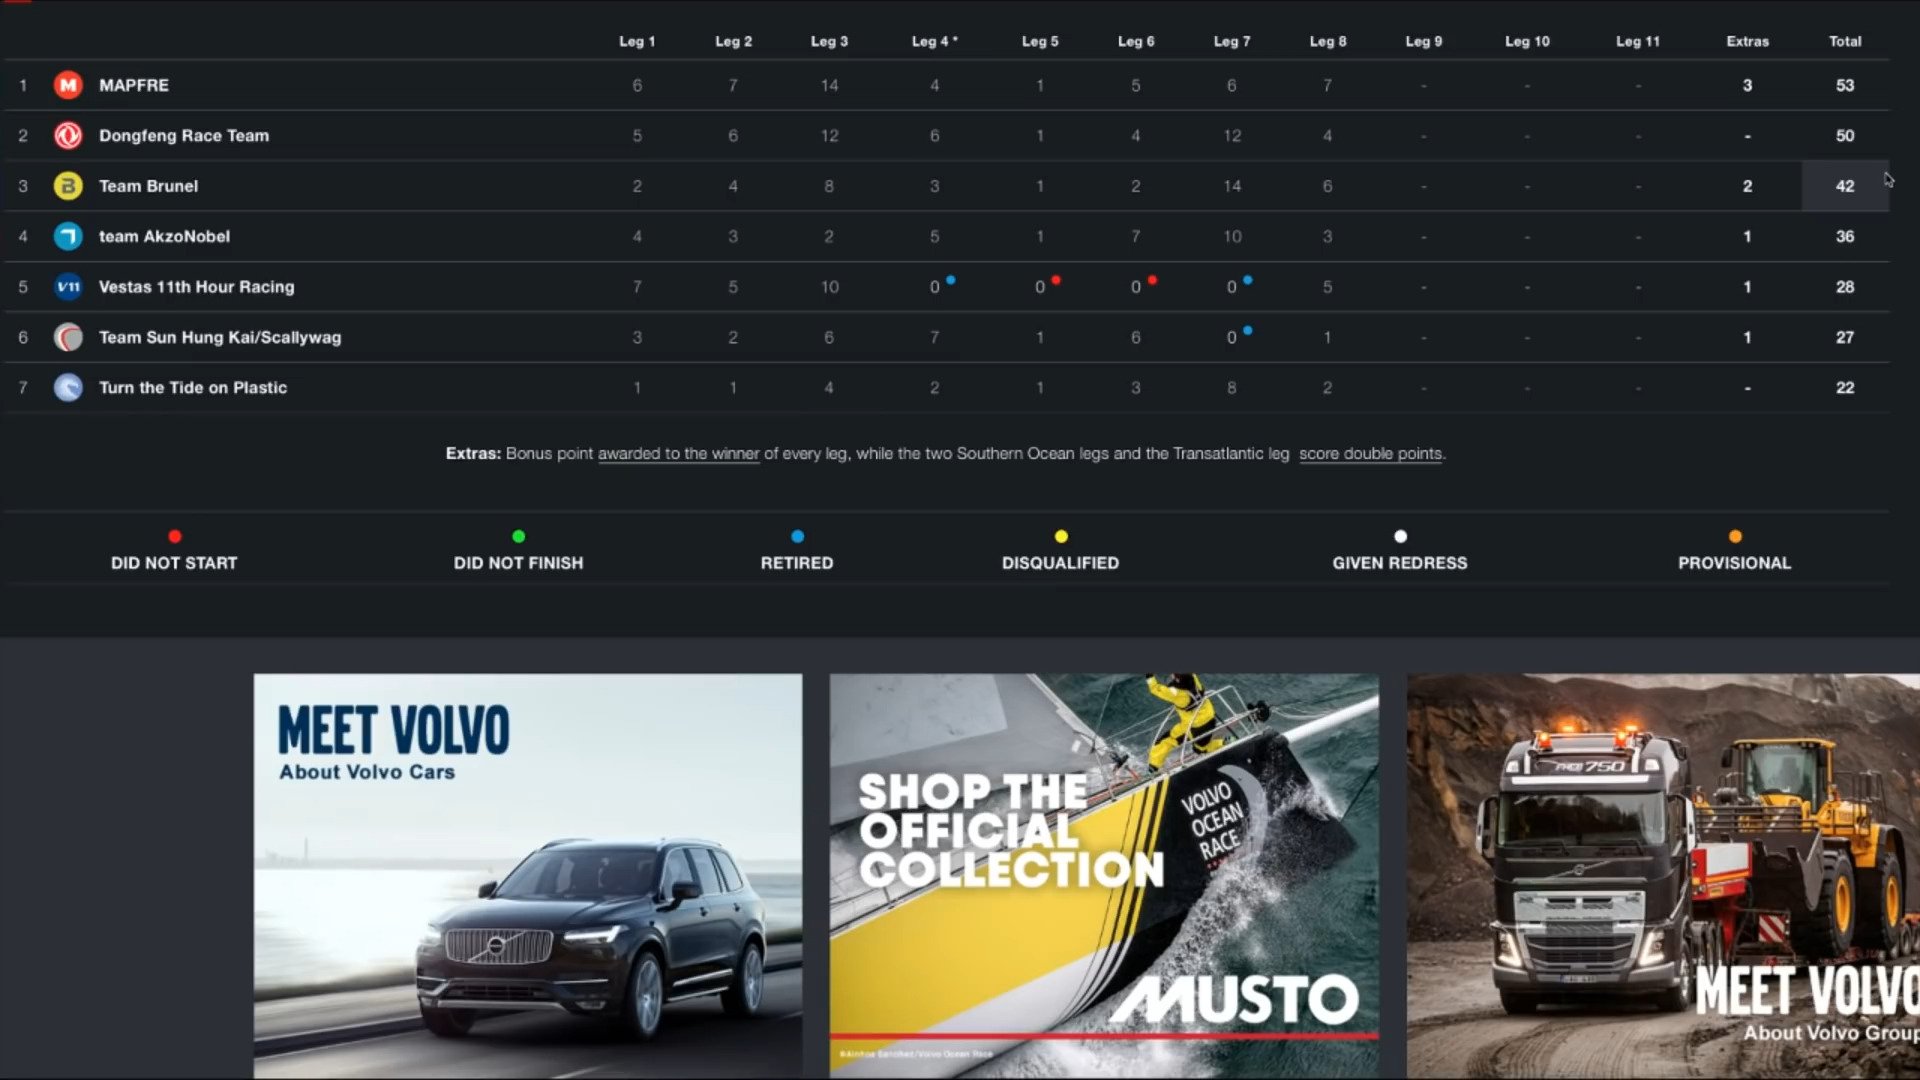 Leg 1 Leg 2 Leg 3 Leg 4 * Leg 5 Leg 6 Leg 7 Leg 8 Leg 9 Leg 10 Leg 11 Extras Total
1 M MAPFRE 6 7 14 4 1 5 6 7 - - - 3 53
2 Dongfeng Race Team 5 6 12 6 1 4 12 4 - - - - 50
3 B Team Brunel 2 4 8 3 1 2 14 6 - - - 2 42
4 team AkzoNobel 4 3 2 5 1 7 10 3 - - - 1 36
5 V11 Vestas 11th Hour Racing 7 5 10 0 0 0 0 5 - - - 1 28
6 Team Sun Hung Kai/Scallywag 3 2 6 7 1 6 0 1 - - - 1 27
7 Turn the Tide on Plastic 1 1 4 2 1 3 8 2 - - - - 22
Extras: Bonus point awarded to the winner of every leg, while the two Southern Ocean legs and the Transatlantic leg score double points.
DID NOT START DID NOT FINISH RETIRED DISQUALIFIED GIVEN REDRESS PROVISIONAL
MEET VOLVO
About Volvo Cars
SHOP THE
OFFICIAL
COLLECTION
VOLVO
OCEAN
RACE
MUSTO
©Ainhoa Sanchez/Volvo Ocean Race
750
MEET VOLVO
About Volvo Group